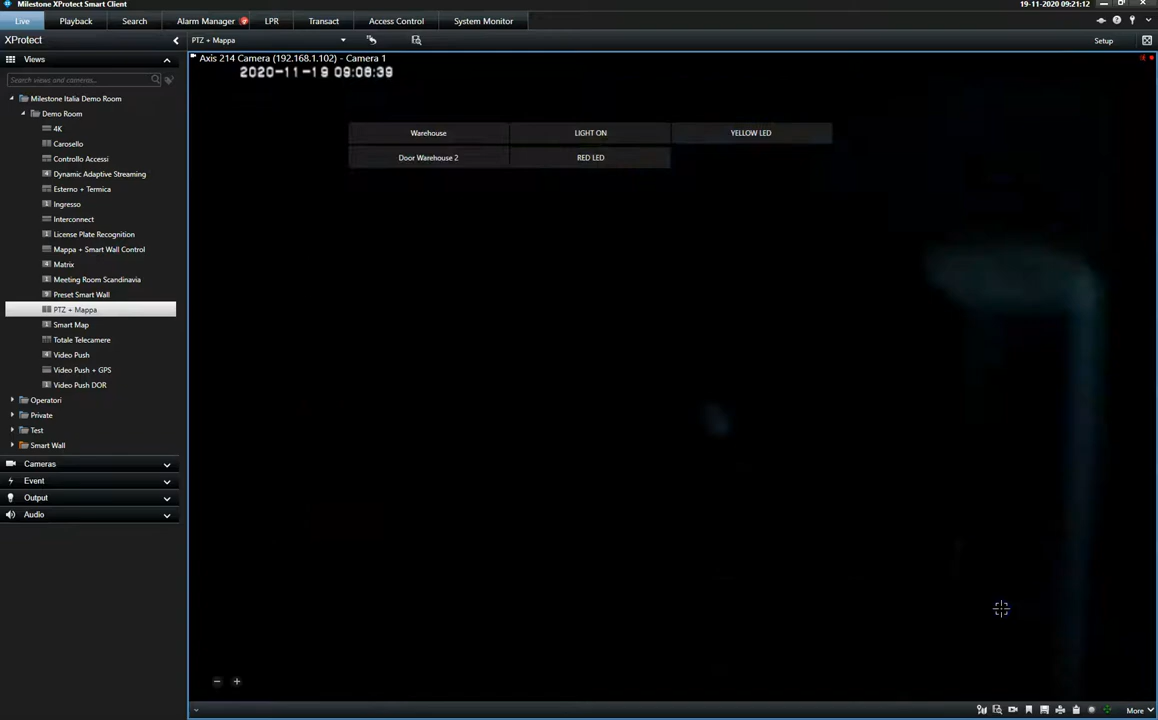 Milestone XProtect Smart Client
19-11-2020 09:21:12
Live
Playback
Search
Alarm Manager
LPR
Transact
Access Control
System Monitor
XProtect
PTZ + Mappa
Setup
Views
Search views and cameras...
Axis 214 Camera (192.168.1.102) - Camera 1
2020-11-19 09:08:39
Milestone Italia Demo Room
Demo Room
4K
Carosello
Controllo Accessi
Dynamic Adaptive Streaming
Esterno + Termica
Ingresso
Interconnect
License Plate Recognition
Mappa + Smart Wall Control
Matrix
Meeting Room Scandinavia
Preset Smart Wall
PTZ + Mappa
Smart Map
Totale Telecamere
Video Push
Video Push + GPS
Video Push DOR
Operatori
Private
Test
Smart Wall
Cameras
Event
Output
Audio
Warehouse
LIGHT ON
YELLOW LED
Door Warehouse 2
RED LED
More